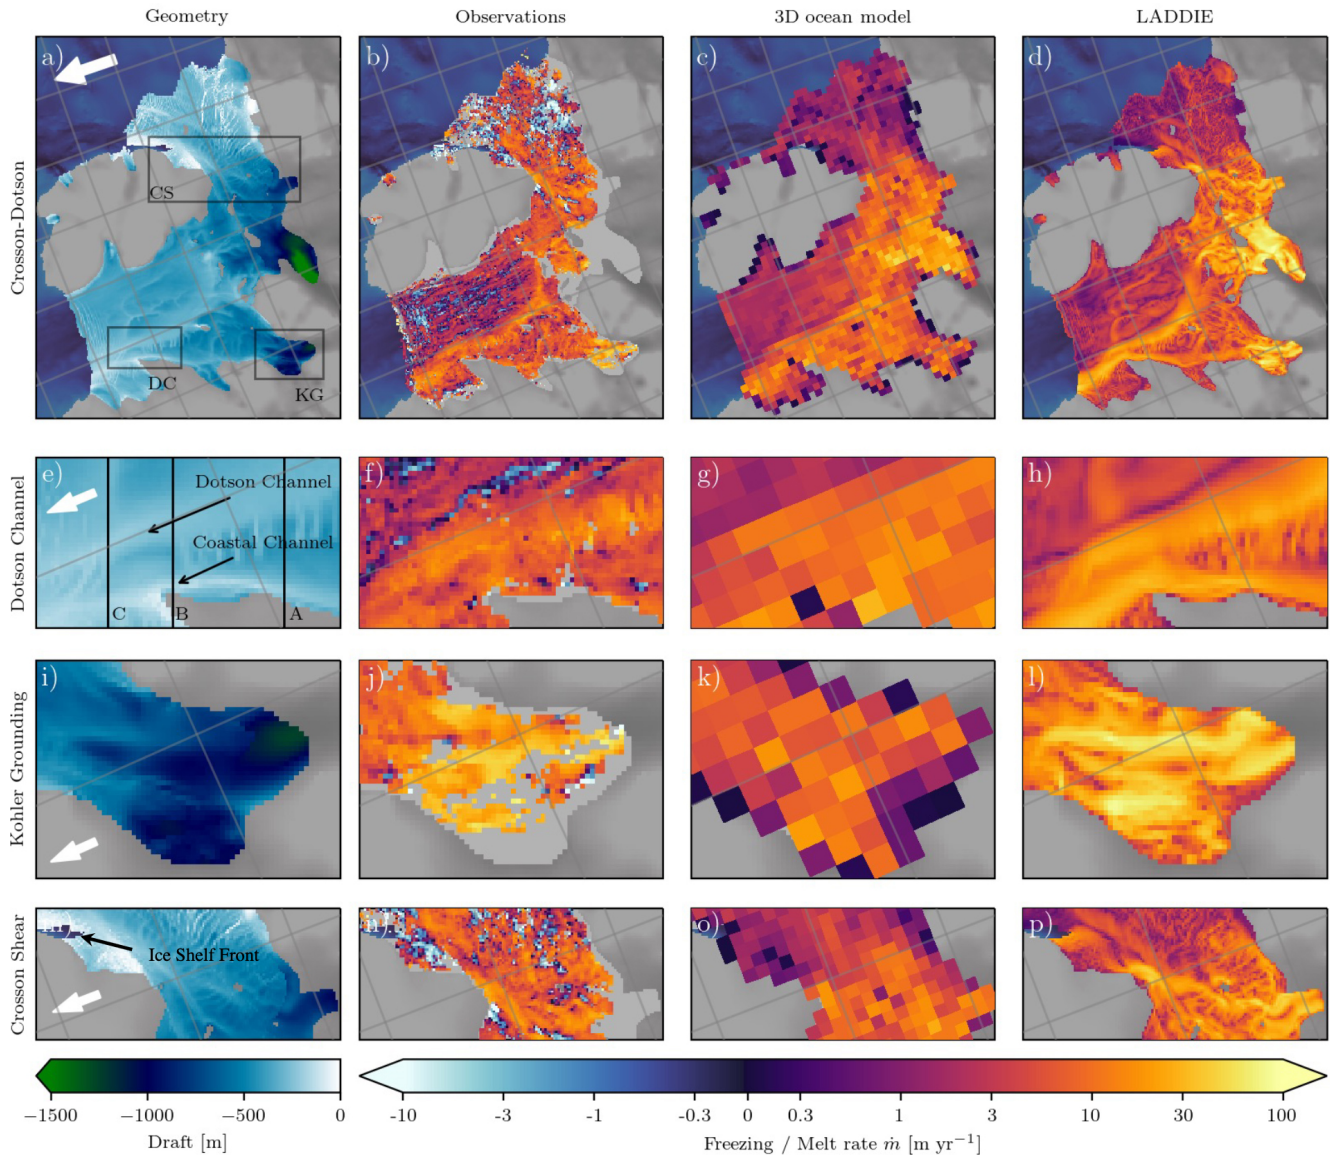 Geometry
Observations
3D ocean model
LADDIE
Crosson-Dotson
a)
b)
c)
d)
CS
DC
KG
Dotson Channel
e)
f)
g)
h)
Dotson Channel
Coastal Channel
C
B
A
Kohler Grounding
i)
j)
k)
l)
Crosson Shear
m)
n)
o)
p)
Ice Shelf Front
−1500
−1000
−500
0
Draft [m]
-10
-3
-1
-0.3
0
0.3
1
3
10
30
100
Freezing / Melt rate ṁ [m yr⁻¹]